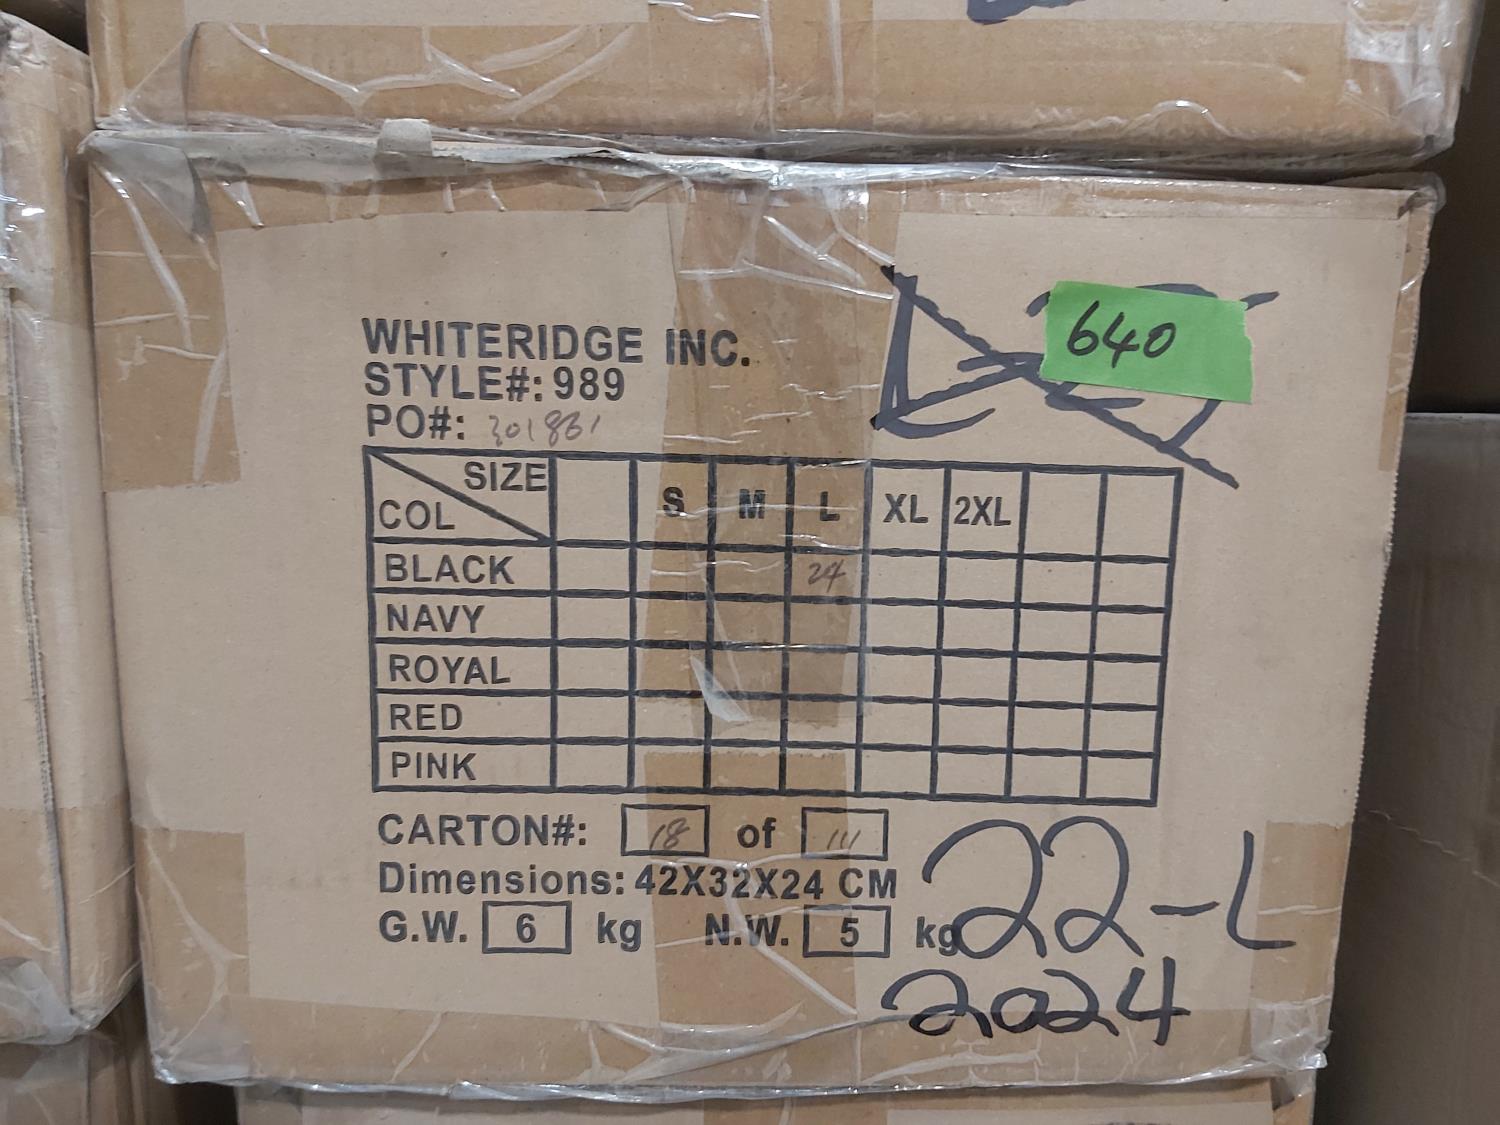 640
WHITERIDGE INC.
STYLE#: 989
PO#: 301881
SIZE S M L XL 2XL
COL
BLACK 24
NAVY
ROYAL
RED
PINK
CARTON#: 18 of 111
Dimensions: 42X32X24 CM
G.W. 6 kg N.W. 5 kg
22-L
2024